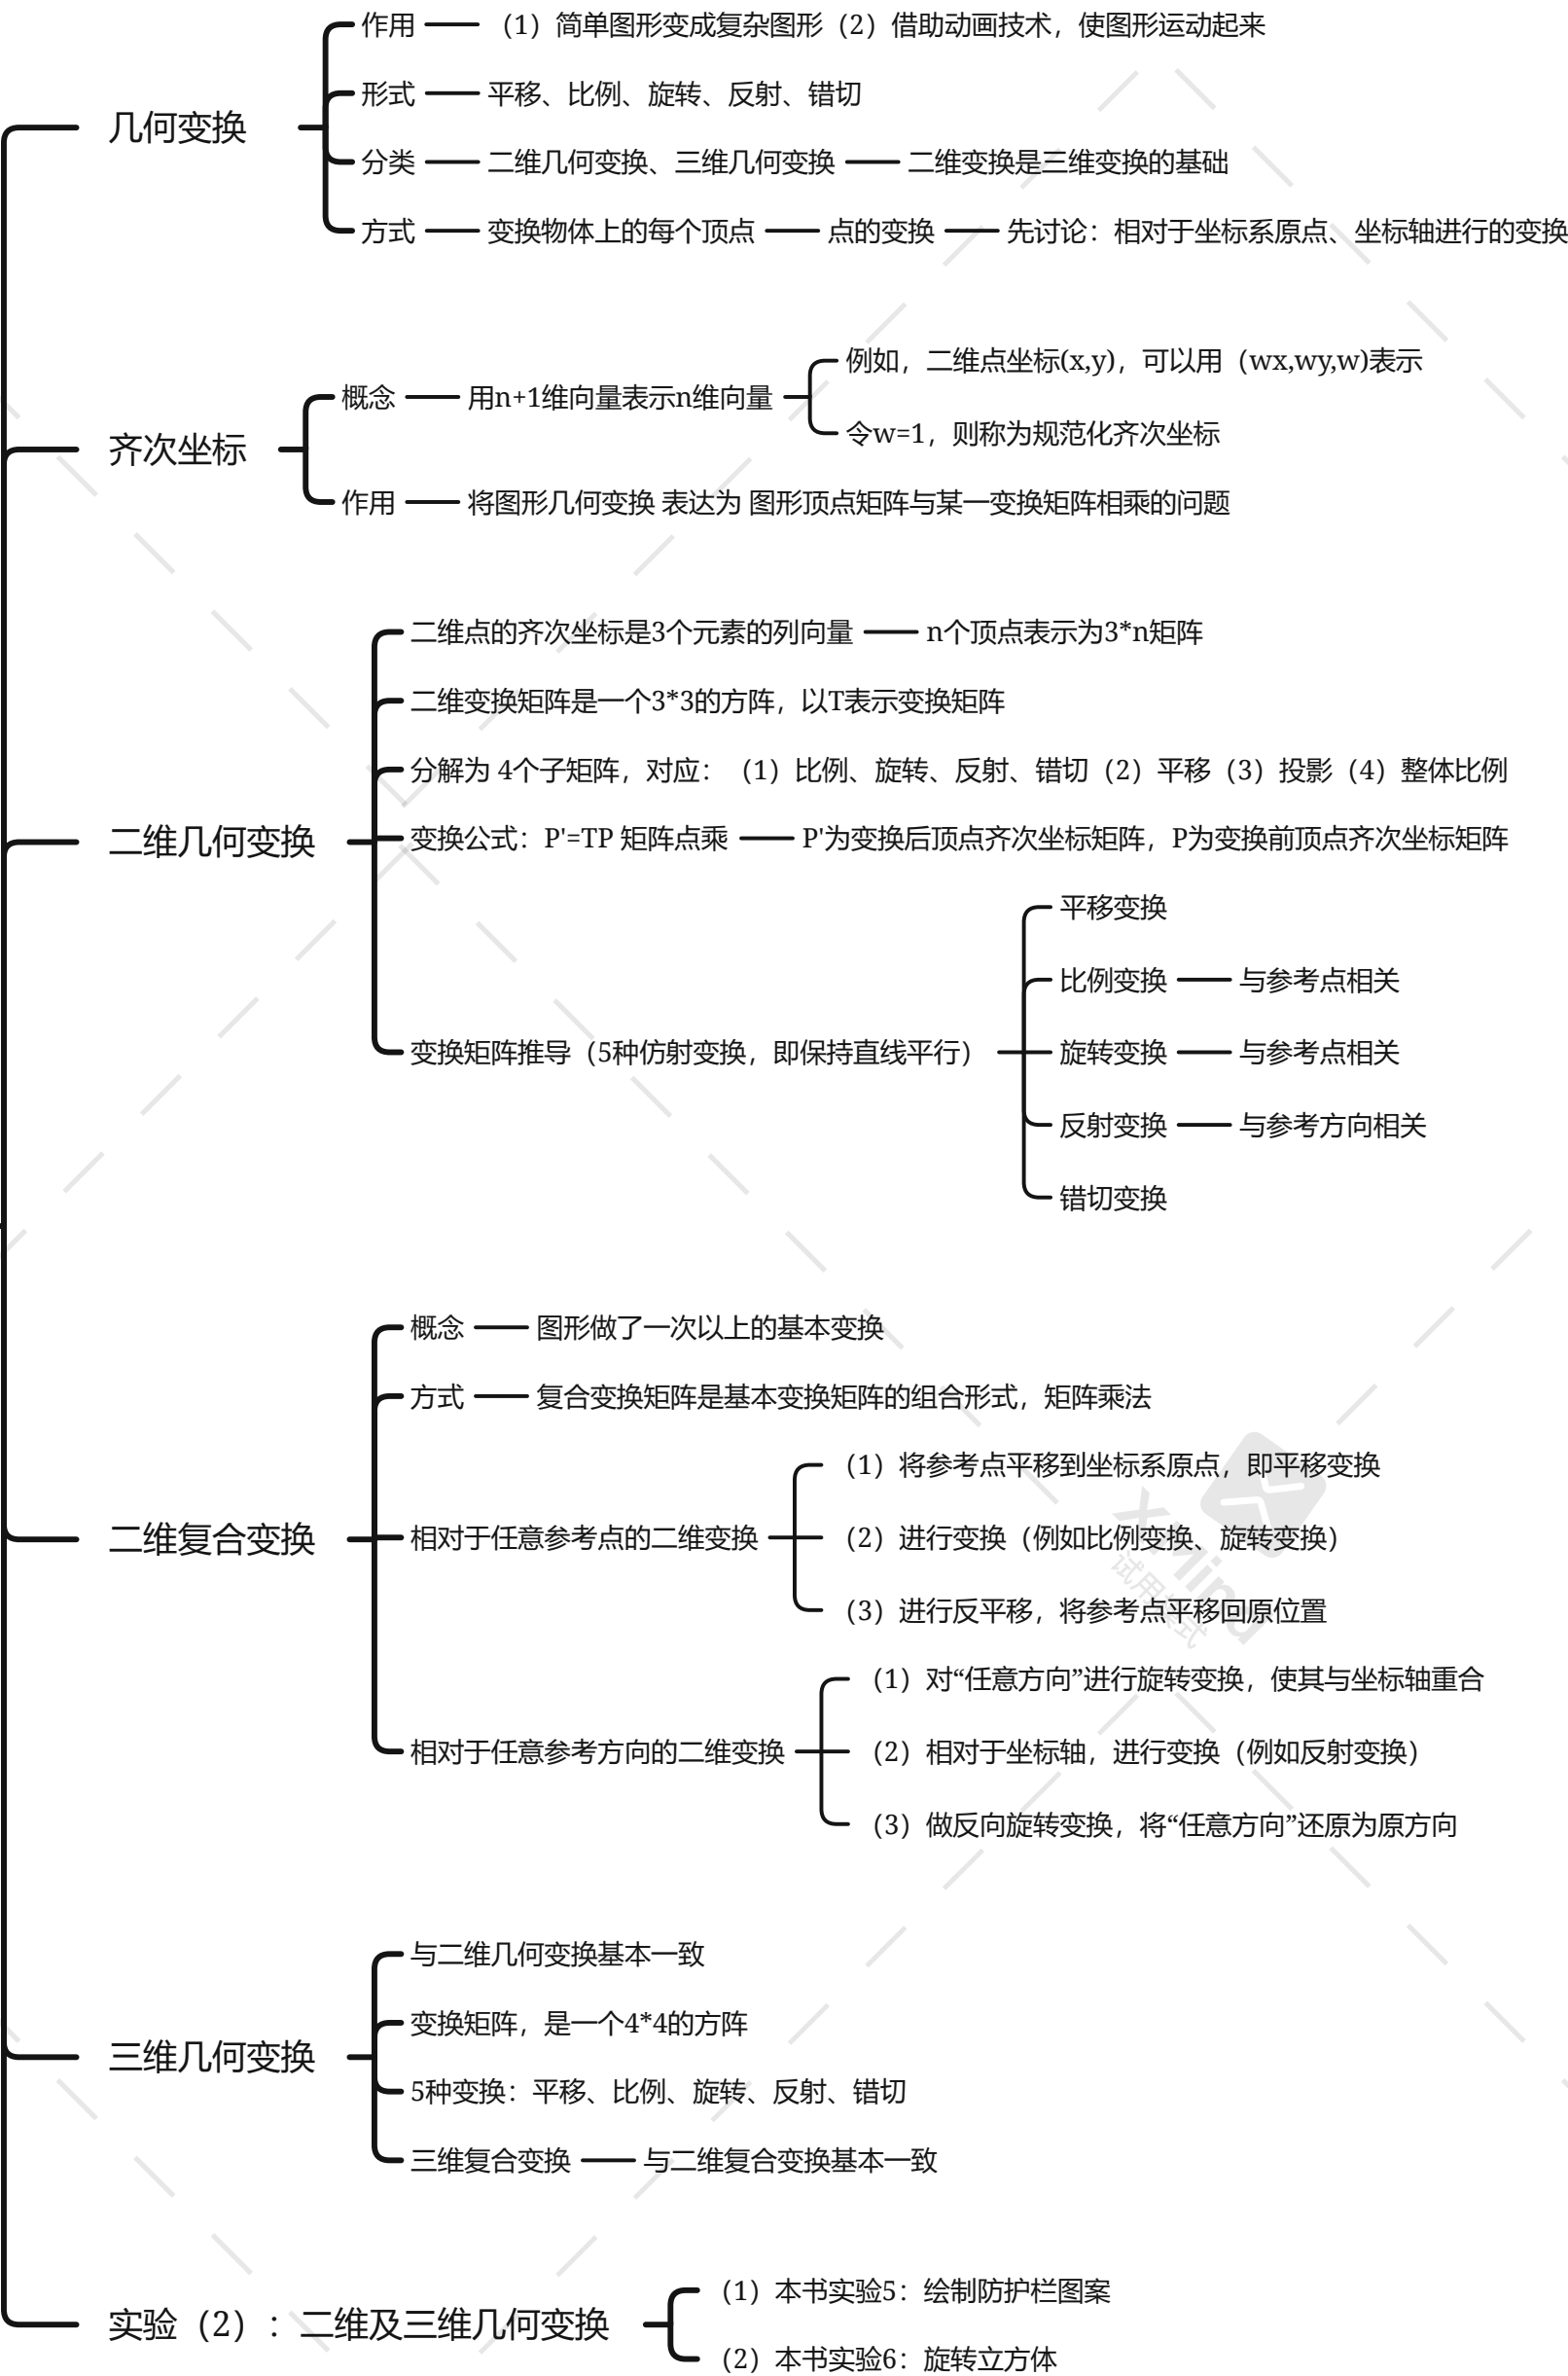 几何变换
作用
（1）简单图形变成复杂图形（2）借助动画技术，使图形运动起来
形式
平移、比例、旋转、反射、错切
分类
二维几何变换、三维几何变换
二维变换是三维变换的基础
方式
变换物体上的每个顶点
点的变换
先讨论：相对于坐标系原点、坐标轴进行的变换
齐次坐标
概念
用n+1维向量表示n维向量
例如，二维点坐标(x,y)，可以用（wx,wy,w)表示
令w=1，则称为规范化齐次坐标
作用
将图形几何变换 表达为 图形顶点矩阵与某一变换矩阵相乘的问题
二维几何变换
二维点的齐次坐标是3个元素的列向量
n个顶点表示为3*n矩阵
二维变换矩阵是一个3*3的方阵，以T表示变换矩阵
分解为 4个子矩阵，对应：（1）比例、旋转、反射、错切（2）平移（3）投影（4）整体比例
变换公式：P'=TP 矩阵点乘
P'为变换后顶点齐次坐标矩阵，P为变换前顶点齐次坐标矩阵
变换矩阵推导（5种仿射变换，即保持直线平行）
平移变换
比例变换
与参考点相关
旋转变换
与参考点相关
反射变换
与参考方向相关
错切变换
二维复合变换
概念
图形做了一次以上的基本变换
方式
复合变换矩阵是基本变换矩阵的组合形式，矩阵乘法
相对于任意参考点的二维变换
（1）将参考点平移到坐标系原点，即平移变换
（2）进行变换（例如比例变换、旋转变换）
（3）进行反平移，将参考点平移回原位置
相对于任意参考方向的二维变换
（1）对“任意方向”进行旋转变换，使其与坐标轴重合
（2）相对于坐标轴，进行变换（例如反射变换）
（3）做反向旋转变换，将“任意方向”还原为原方向
XMind
试用模式
三维几何变换
与二维几何变换基本一致
变换矩阵，是一个4*4的方阵
5种变换：平移、比例、旋转、反射、错切
三维复合变换
与二维复合变换基本一致
实验（2）：二维及三维几何变换
（1）本书实验5：绘制防护栏图案
（2）本书实验6：旋转立方体